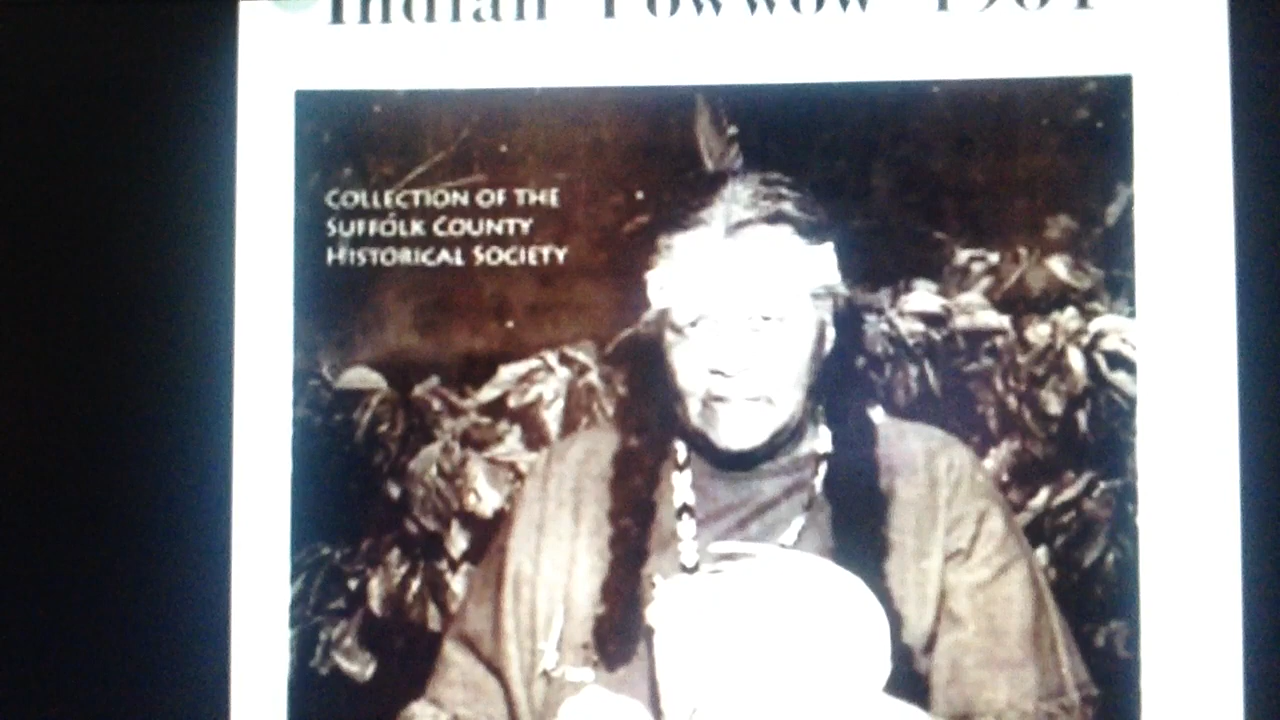 Indian Powwow
COLLECTION OF THE
SUFFOLK COUNTY
HISTORICAL SOCIETY